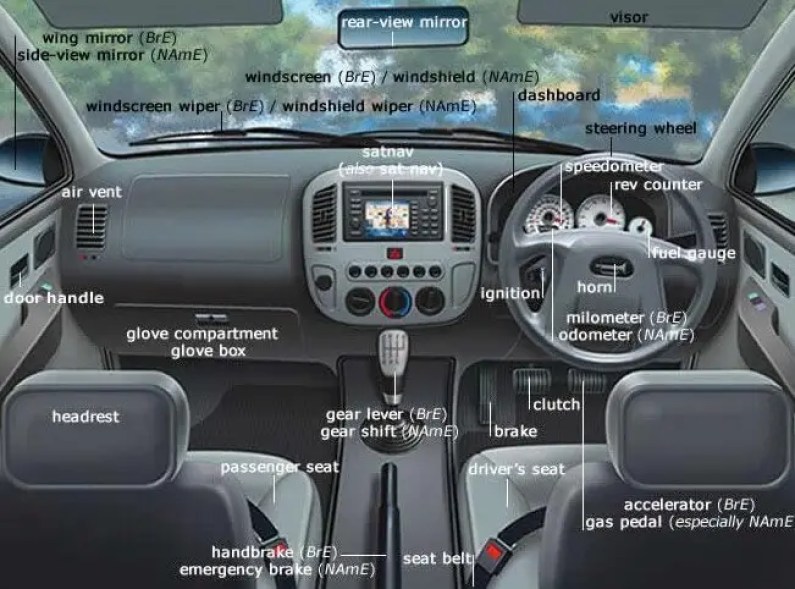 rear-view mirror
visor
wing mirror (BrE)
side-view mirror (NAmE)
windscreen (BrE) / windshield (NAmE)
windscreen wiper (BrE) / windshield wiper (NAmE)
dashboard
steering wheel
satnav
(also sat nav)
speedometer
rev counter
air vent
fuel gauge
door handle
ignition
horn
milometer (BrE)
odometer (NAmE)
glove compartment
glove box
headrest
gear lever (BrE)
gear shift (NAmE)
clutch
brake
passenger seat
driver's seat
accelerator (BrE)
gas pedal (especially NAmE
handbrake (BrE)
emergency brake (NAmE)
seat belt